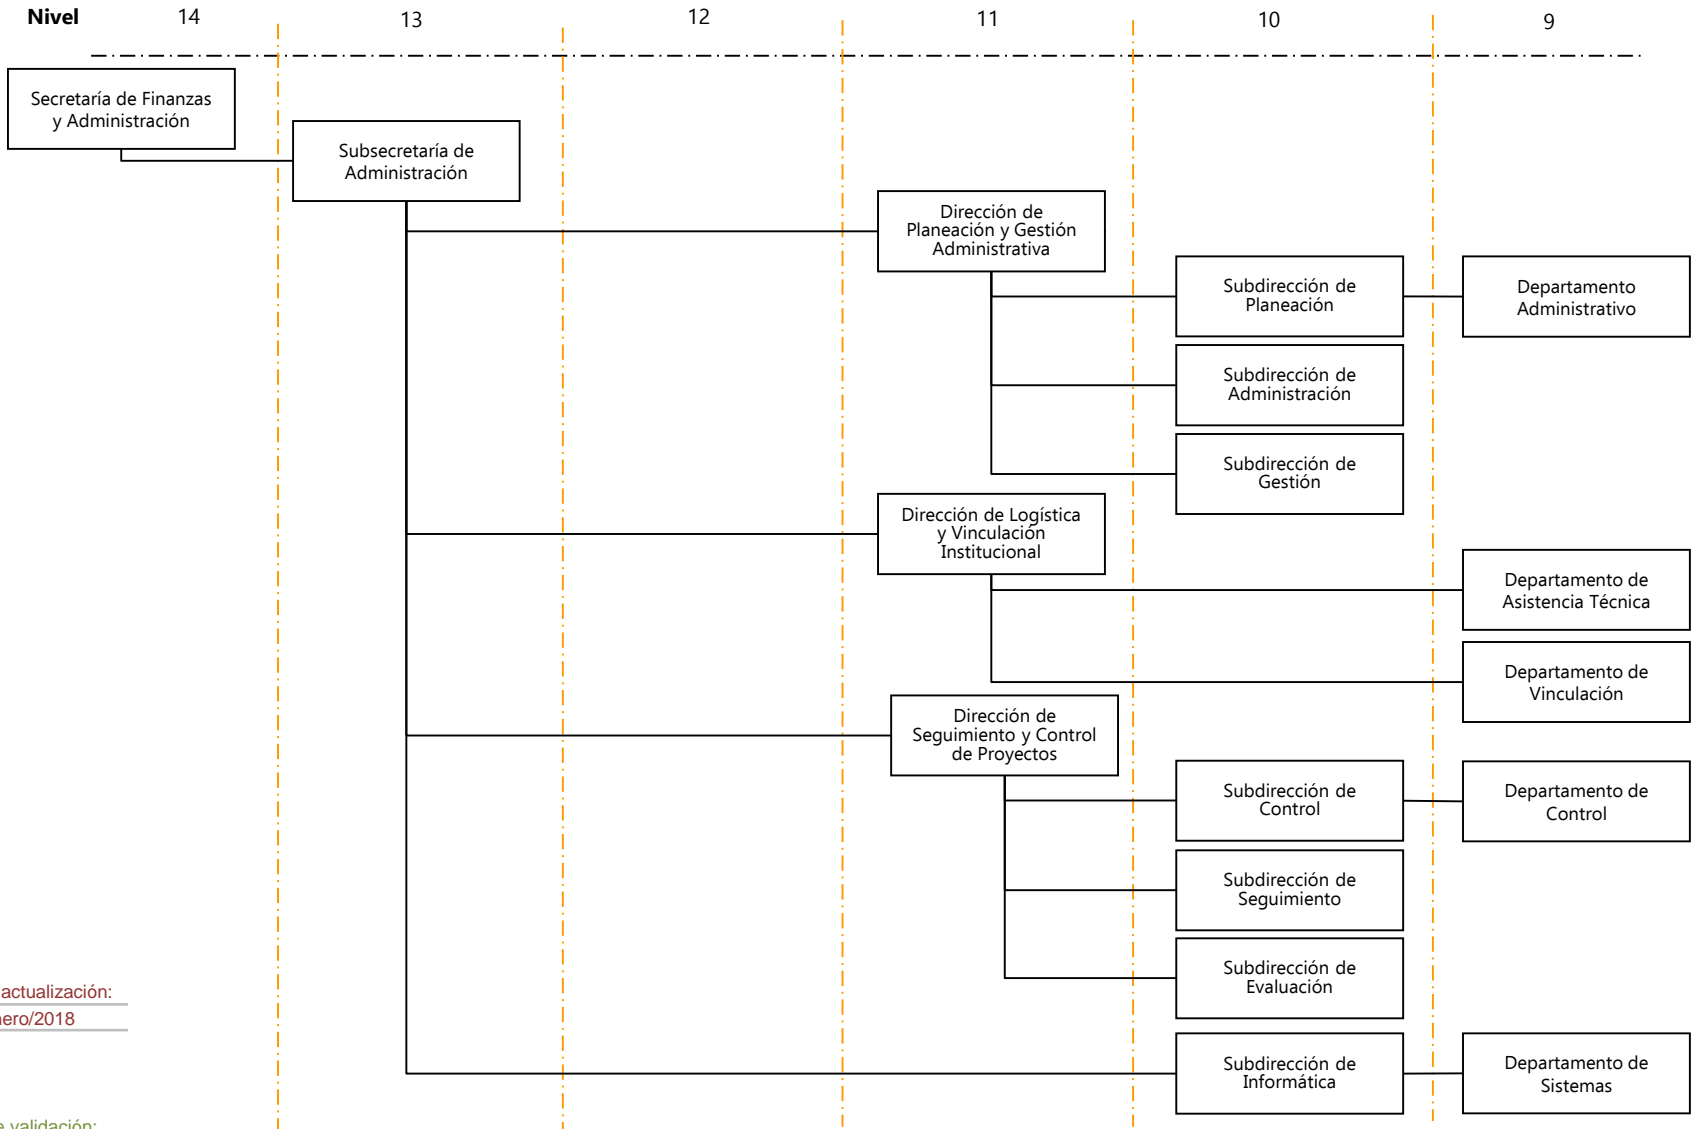 Nivel 14 13 12 11 10 9
Secretaría de Finanzas
y Administración
Subsecretaría de
Administración
Dirección de
Planeación y Gestión
Administrativa
Subdirección de
Planeación
Departamento
Administrativo
Subdirección de
Administración
Subdirección de
Gestión
Dirección de Logística
y Vinculación
Institucional
Departamento de
Asistencia Técnica
Departamento de
Vinculación
Dirección de
Seguimiento y Control
de Proyectos
Subdirección de
Control
Departamento de
Control
Subdirección de
Seguimiento
Subdirección de
Evaluación
Subdirección de
Informática
Departamento de
Sistemas
actualización:
nero/2018
e validación: